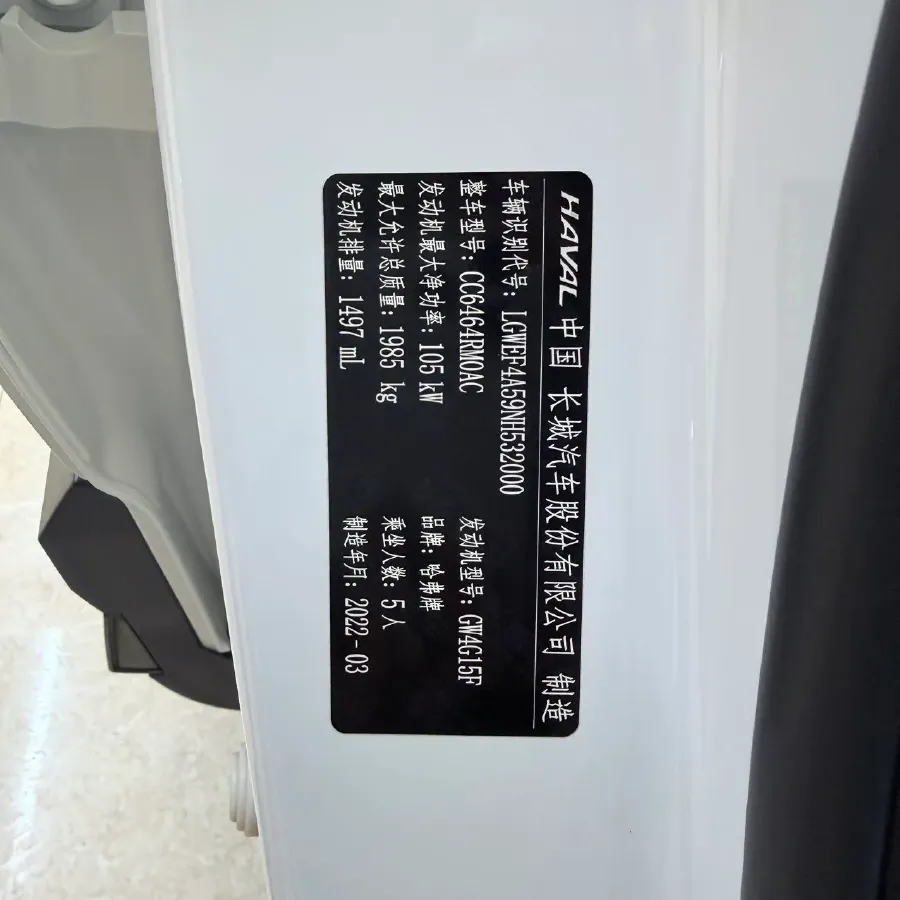 HAVAL 中国 长城汽车股份有限公司 制造
车辆识别代号: LGWEF4A59NH532000
整车型号: CC6464RM0AC 发动机型号: GW4G15F
发动机最大净功率: 105 kW 品牌: 哈弗牌
最大允许总质量: 1985 kg 乘坐人数: 5 人
发动机排量: 1497 mL 制造年月: 2022-03